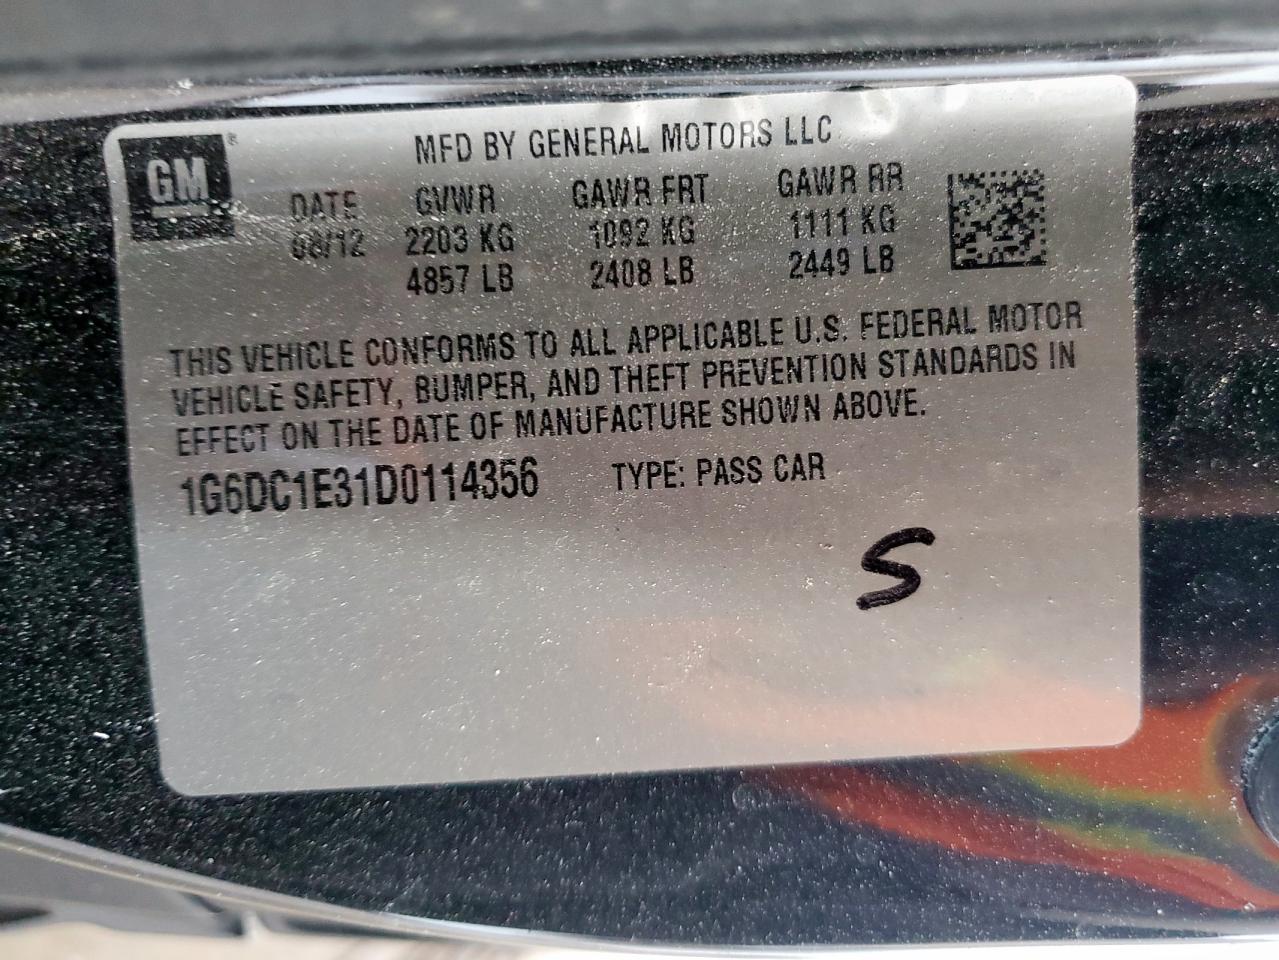 GM®
MFD BY GENERAL MOTORS LLC
DATE GVWR GAWR FRT GAWR RR
08/12 2203 KG 1092 KG 1111 KG
4857 LB 2408 LB 2449 LB
THIS VEHICLE CONFORMS TO ALL APPLICABLE U.S. FEDERAL MOTOR
VEHICLE SAFETY, BUMPER, AND THEFT PREVENTION STANDARDS IN
EFFECT ON THE DATE OF MANUFACTURE SHOWN ABOVE.
1G6DC1E31D0114356 TYPE: PASS CAR
S